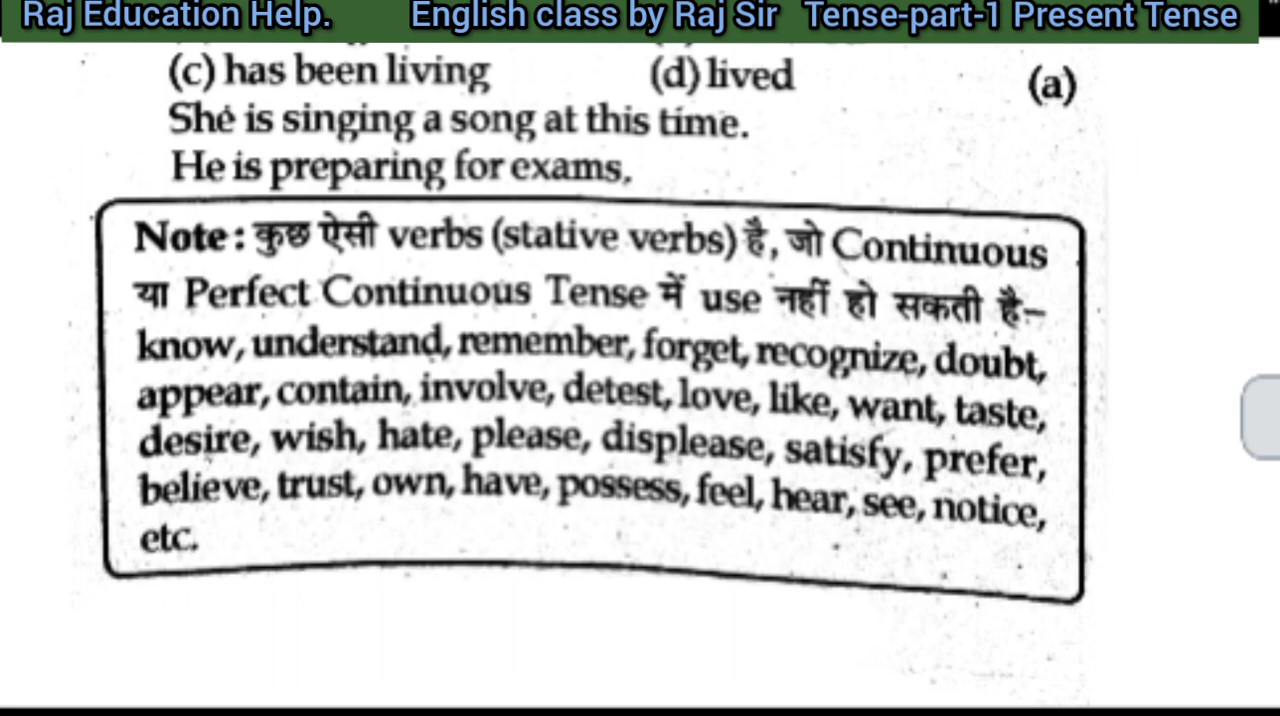 Raj Education Help. English class by Raj Sir Tense-part-1 Present Tense
(c) has been living (d) lived (a)
She is singing a song at this time.
He is preparing for exams.
Note: कुछ ऐसी verbs (stative verbs) है, जो Continuous
या Perfect Continuous Tense में use नहीं हो सकती है-
know, understand, remember, forget, recognize, doubt,
appear, contain, involve, detest, love, like, want, taste,
desire, wish, hate, please, displease, satisfy, prefer,
believe, trust, own, have, possess, feel, hear, see, notice,
etc.